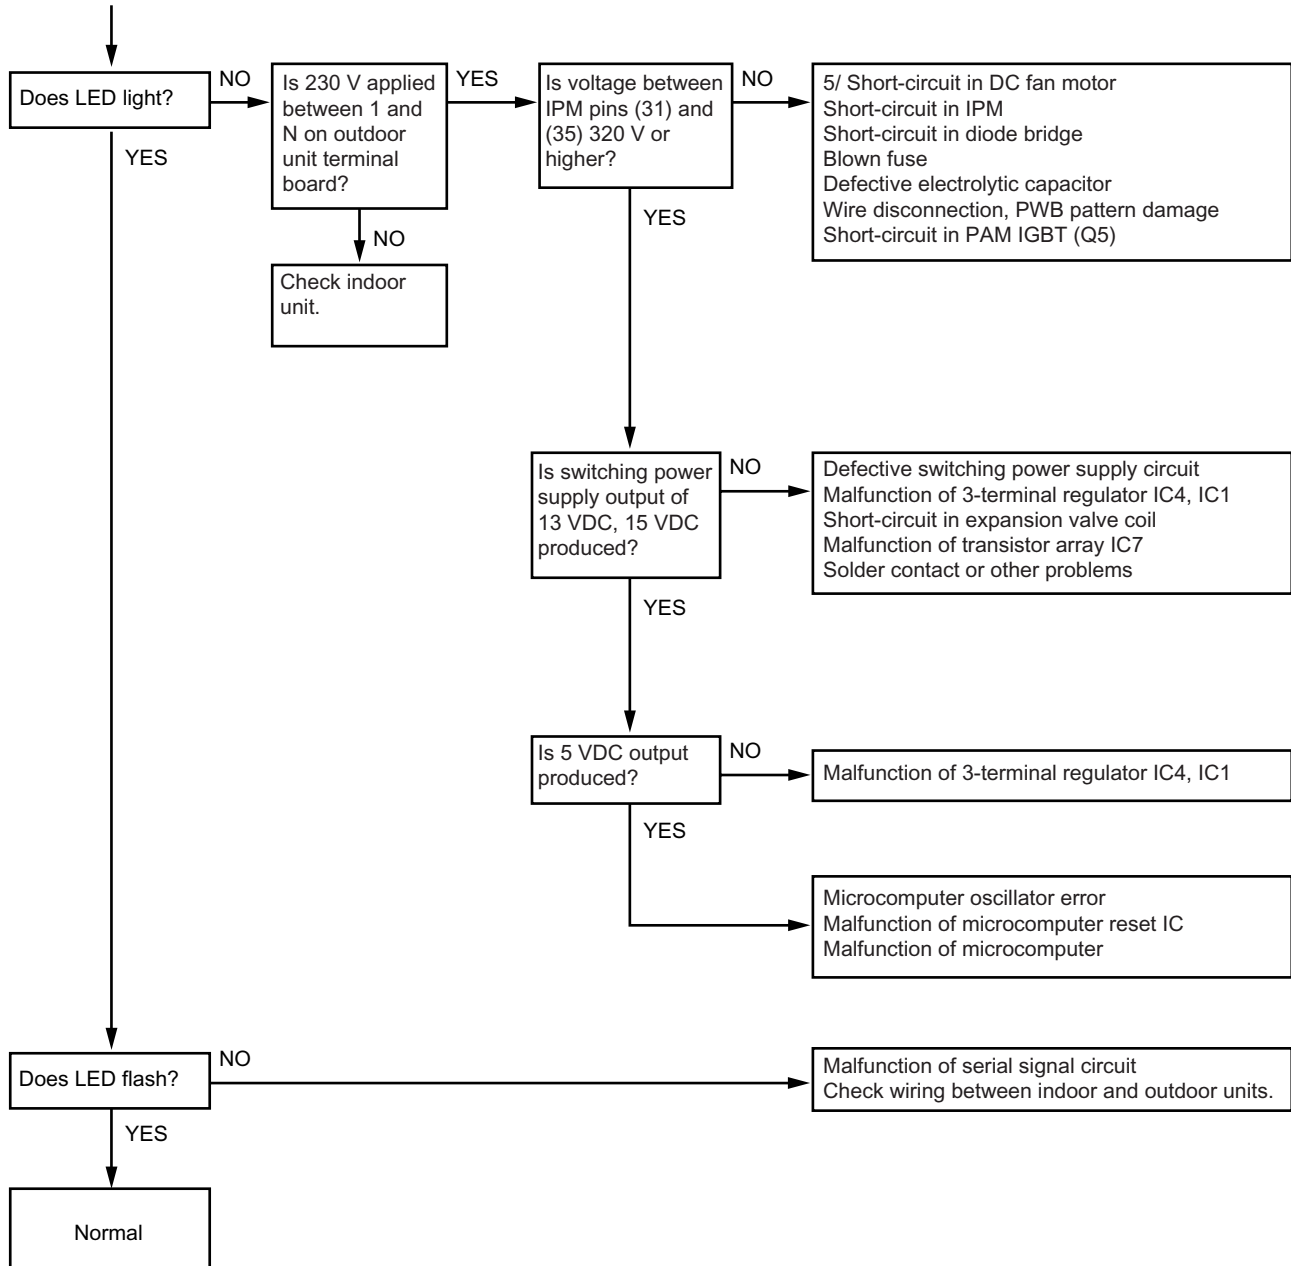 Does LED light?
NO
YES
Is 230 V applied
between 1 and
N on outdoor
unit terminal
board?
YES
NO
Check indoor
unit.
Is voltage between
IPM pins (31) and
(35) 320 V or
higher?
NO
YES
5/ Short-circuit in DC fan motor
Short-circuit in IPM
Short-circuit in diode bridge
Blown fuse
Defective electrolytic capacitor
Wire disconnection, PWB pattern damage
Short-circuit in PAM IGBT (Q5)
Is switching power
supply output of
13 VDC, 15 VDC
produced?
NO
YES
Defective switching power supply circuit
Malfunction of 3-terminal regulator IC4, IC1
Short-circuit in expansion valve coil
Malfunction of transistor array IC7
Solder contact or other problems
Is 5 VDC output
produced?
NO
YES
Malfunction of 3-terminal regulator IC4, IC1
Microcomputer oscillator error
Malfunction of microcomputer reset IC
Malfunction of microcomputer
Does LED flash?
NO
YES
Malfunction of serial signal circuit
Check wiring between indoor and outdoor units.
Normal